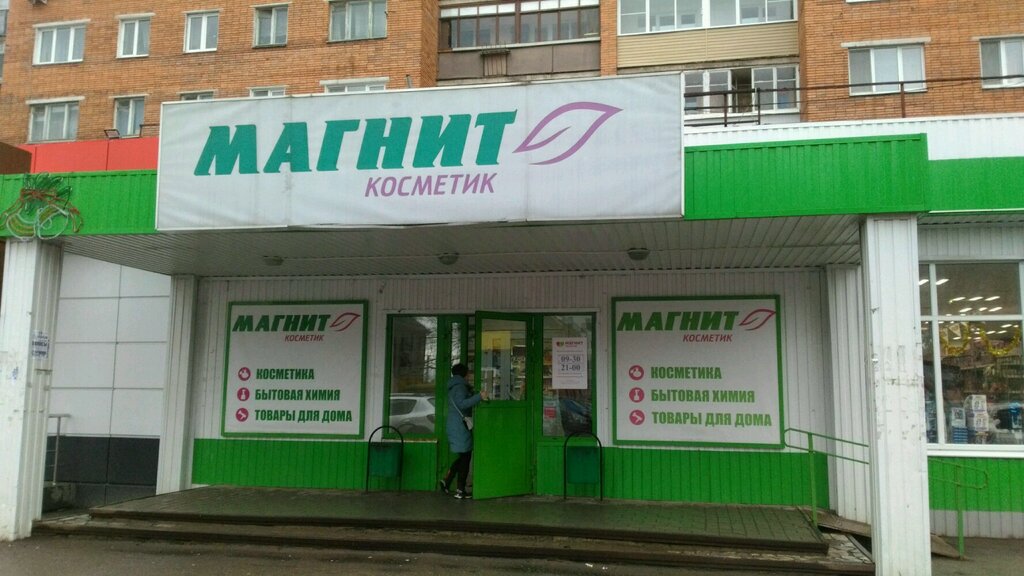 МАГНИТ
КОСМЕТИК
МАГНИТ
КОСМЕТИК
КОСМЕТИКА
БЫТОВАЯ ХИМИЯ
ТОВАРЫ ДЛЯ ДОМА
МАГНИТ
09-30
21-00
МАГНИТ
КОСМЕТИК
КОСМЕТИКА
БЫТОВАЯ ХИМИЯ
ТОВАРЫ ДЛЯ ДОМА